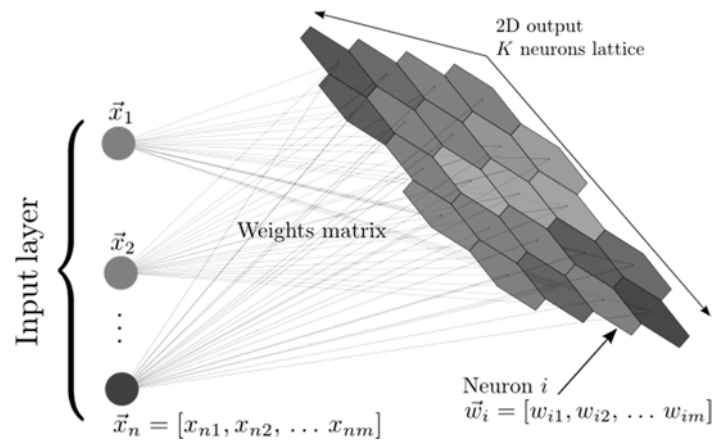 2D output
K neurons lattice
x⃗1
Input layer
Weights matrix
x⃗2
⋮
Neuron i
x⃗n = [xn1, xn2, … xnm]
w⃗i = [wi1, wi2, … wim]